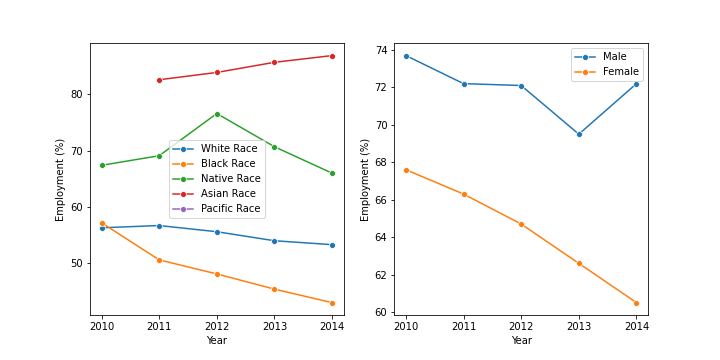 Employment (%)
80
70
60
50
2010 2011 2012 2013 2014
Year
White Race
Black Race
Native Race
Asian Race
Pacific Race
Employment (%)
74
72
70
68
66
64
62
60
2010 2011 2012 2013 2014
Year
Male
Female